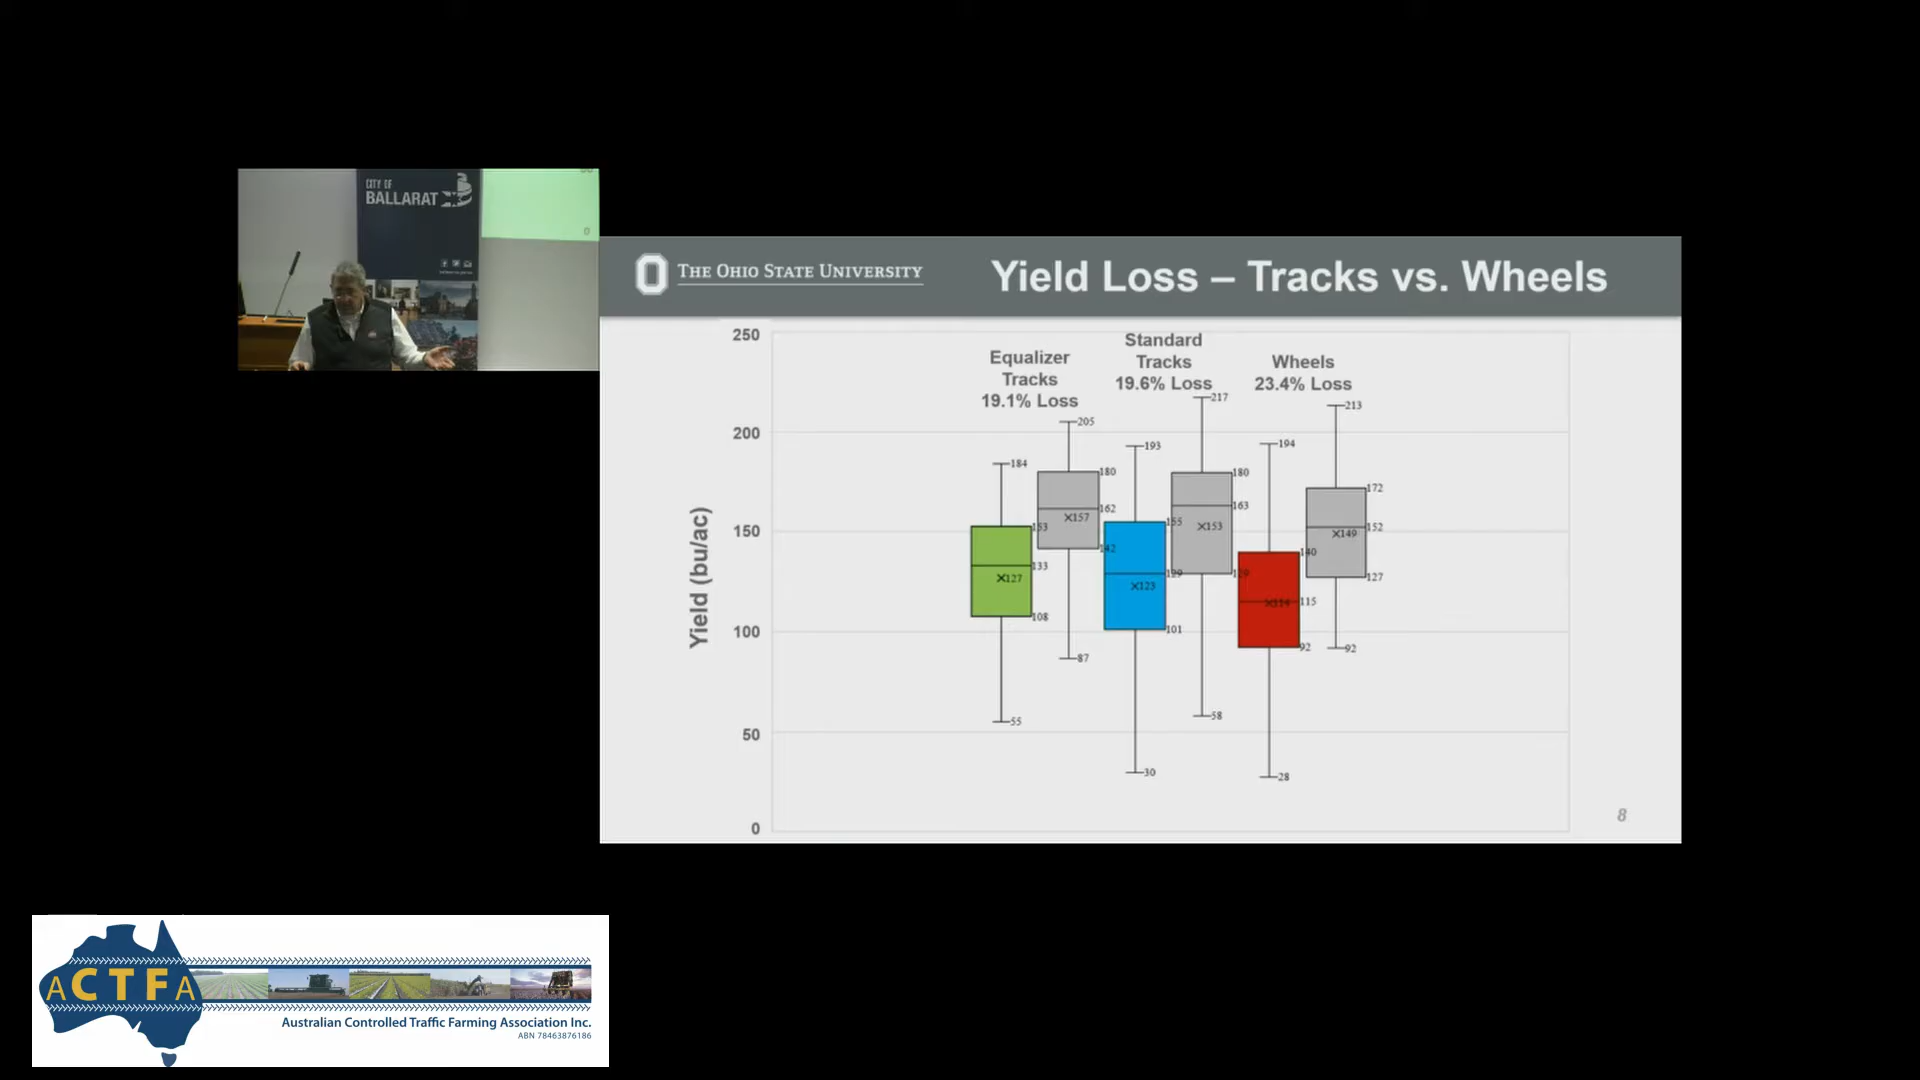 CITY OF
BALLARAT
THE OHIO STATE UNIVERSITY
Yield Loss – Tracks vs. Wheels
Yield (bu/ac)
250
200
150
100
50
0
Equalizer
Tracks
19.1% Loss
Standard
Tracks
19.6% Loss
Wheels
23.4% Loss
184
153
133
127
108
55
205
180
162
157
142
87
193
155
129
123
101
30
217
180
163
153
129
58
194
140
115
114
92
28
213
172
152
149
127
92
8
ACTFA
Australian Controlled Traffic Farming Association Inc.
ABN 78463876186